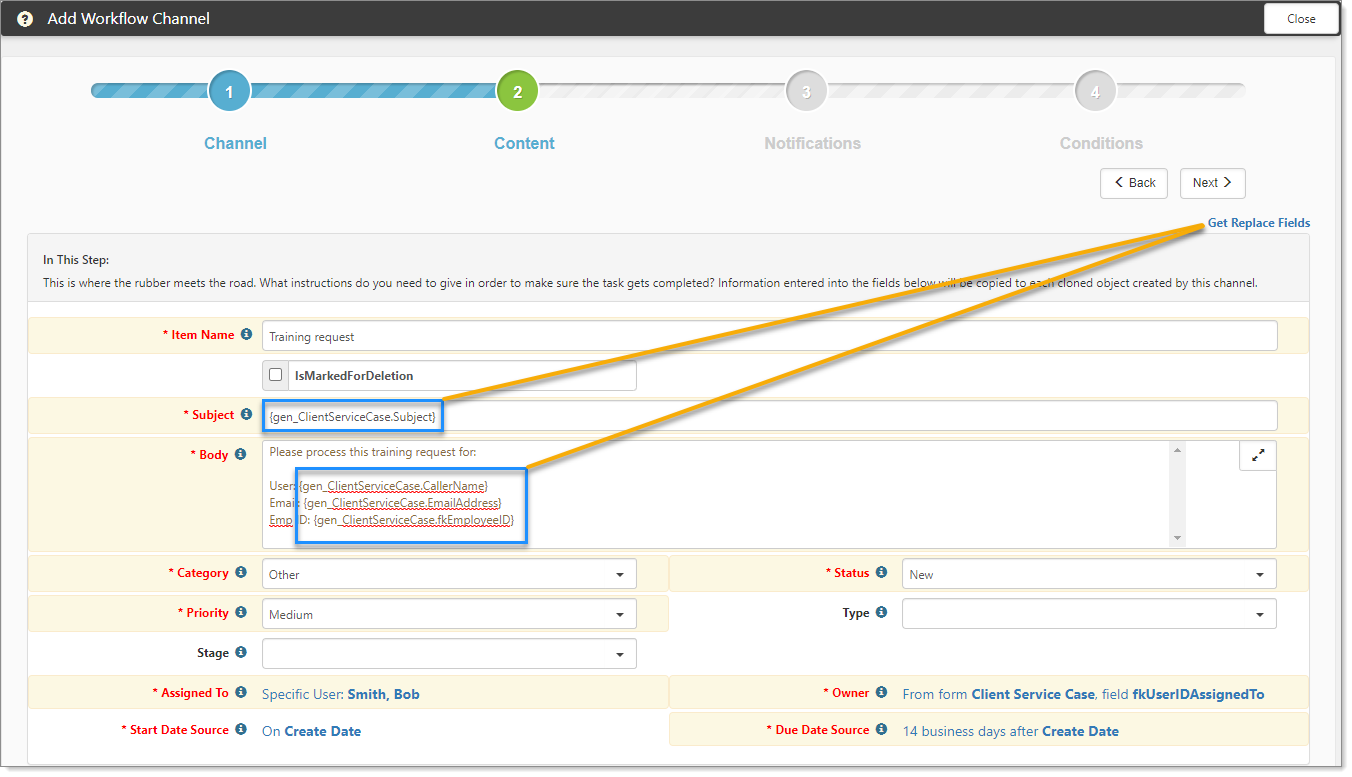 ? Add Workflow Channel Close
1 2 3 4
Channel Content Notifications Conditions
Back Next
Get Replace Fields
In This Step:
This is where the rubber meets the road. What instructions do you need to give in order to make sure the task gets completed? Information entered into the fields below will be copied to each cloned object created by this channel.
* Item Name Training request
IsMarkedForDeletion
* Subject {gen_ClientServiceCase.Subject}
* Body Please process this training request for:
User: {gen_ClientServiceCase.CallerName}
Email: {gen_ClientServiceCase.EmailAddress}
Emp ID: {gen_ClientServiceCase.fkEmployeeID}
* Category Other * Status New
* Priority Medium Type
Stage
* Assigned To Specific User: Smith, Bob * Owner From form Client Service Case, field fkUserIDAssignedTo
* Start Date Source On Create Date * Due Date Source 14 business days after Create Date